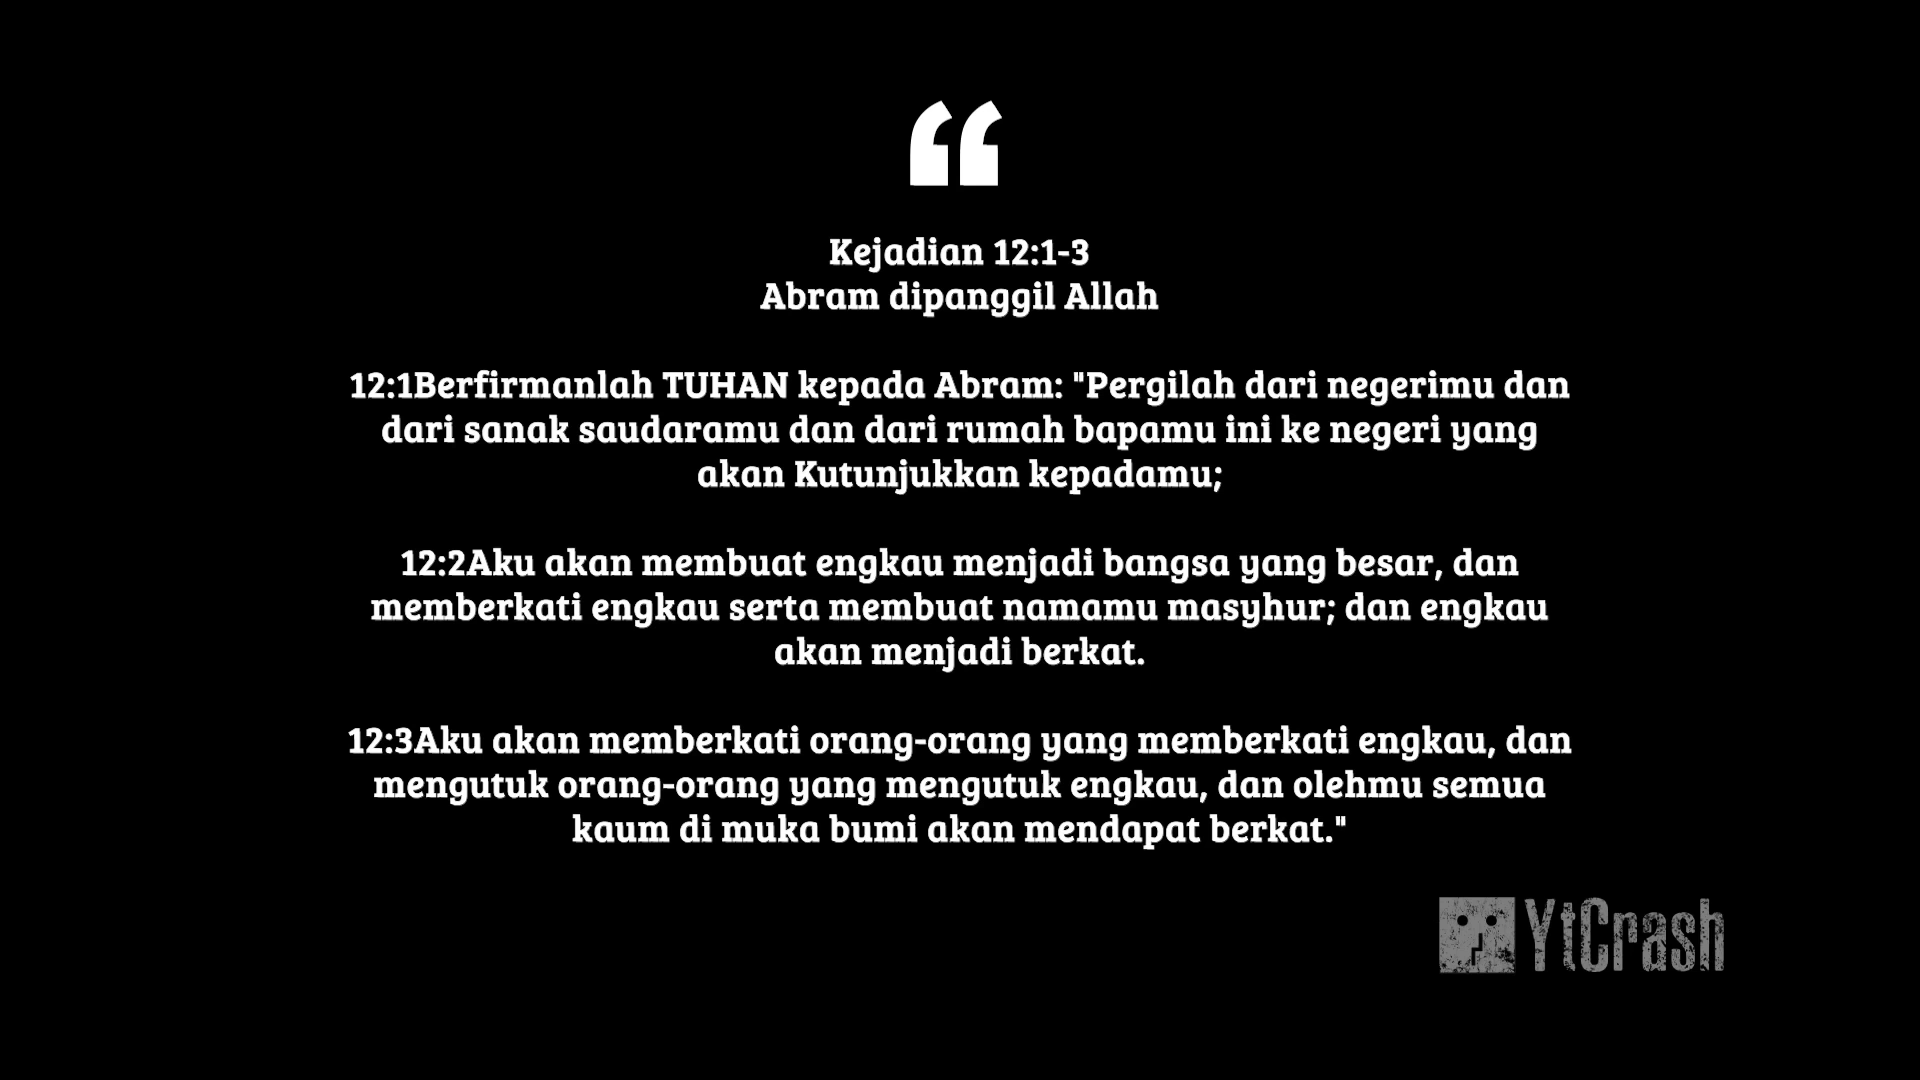 “
Kejadian 12:1-3
Abram dipanggil Allah
12:1Berfirmanlah TUHAN kepada Abram: "Pergilah dari negerimu dan
dari sanak saudaramu dan dari rumah bapamu ini ke negeri yang
akan Kutunjukkan kepadamu;
12:2Aku akan membuat engkau menjadi bangsa yang besar, dan
memberkati engkau serta membuat namamu masyhur; dan engkau
akan menjadi berkat.
12:3Aku akan memberkati orang-orang yang memberkati engkau, dan
mengutuk orang-orang yang mengutuk engkau, dan olehmu semua
kaum di muka bumi akan mendapat berkat."
YtCrash